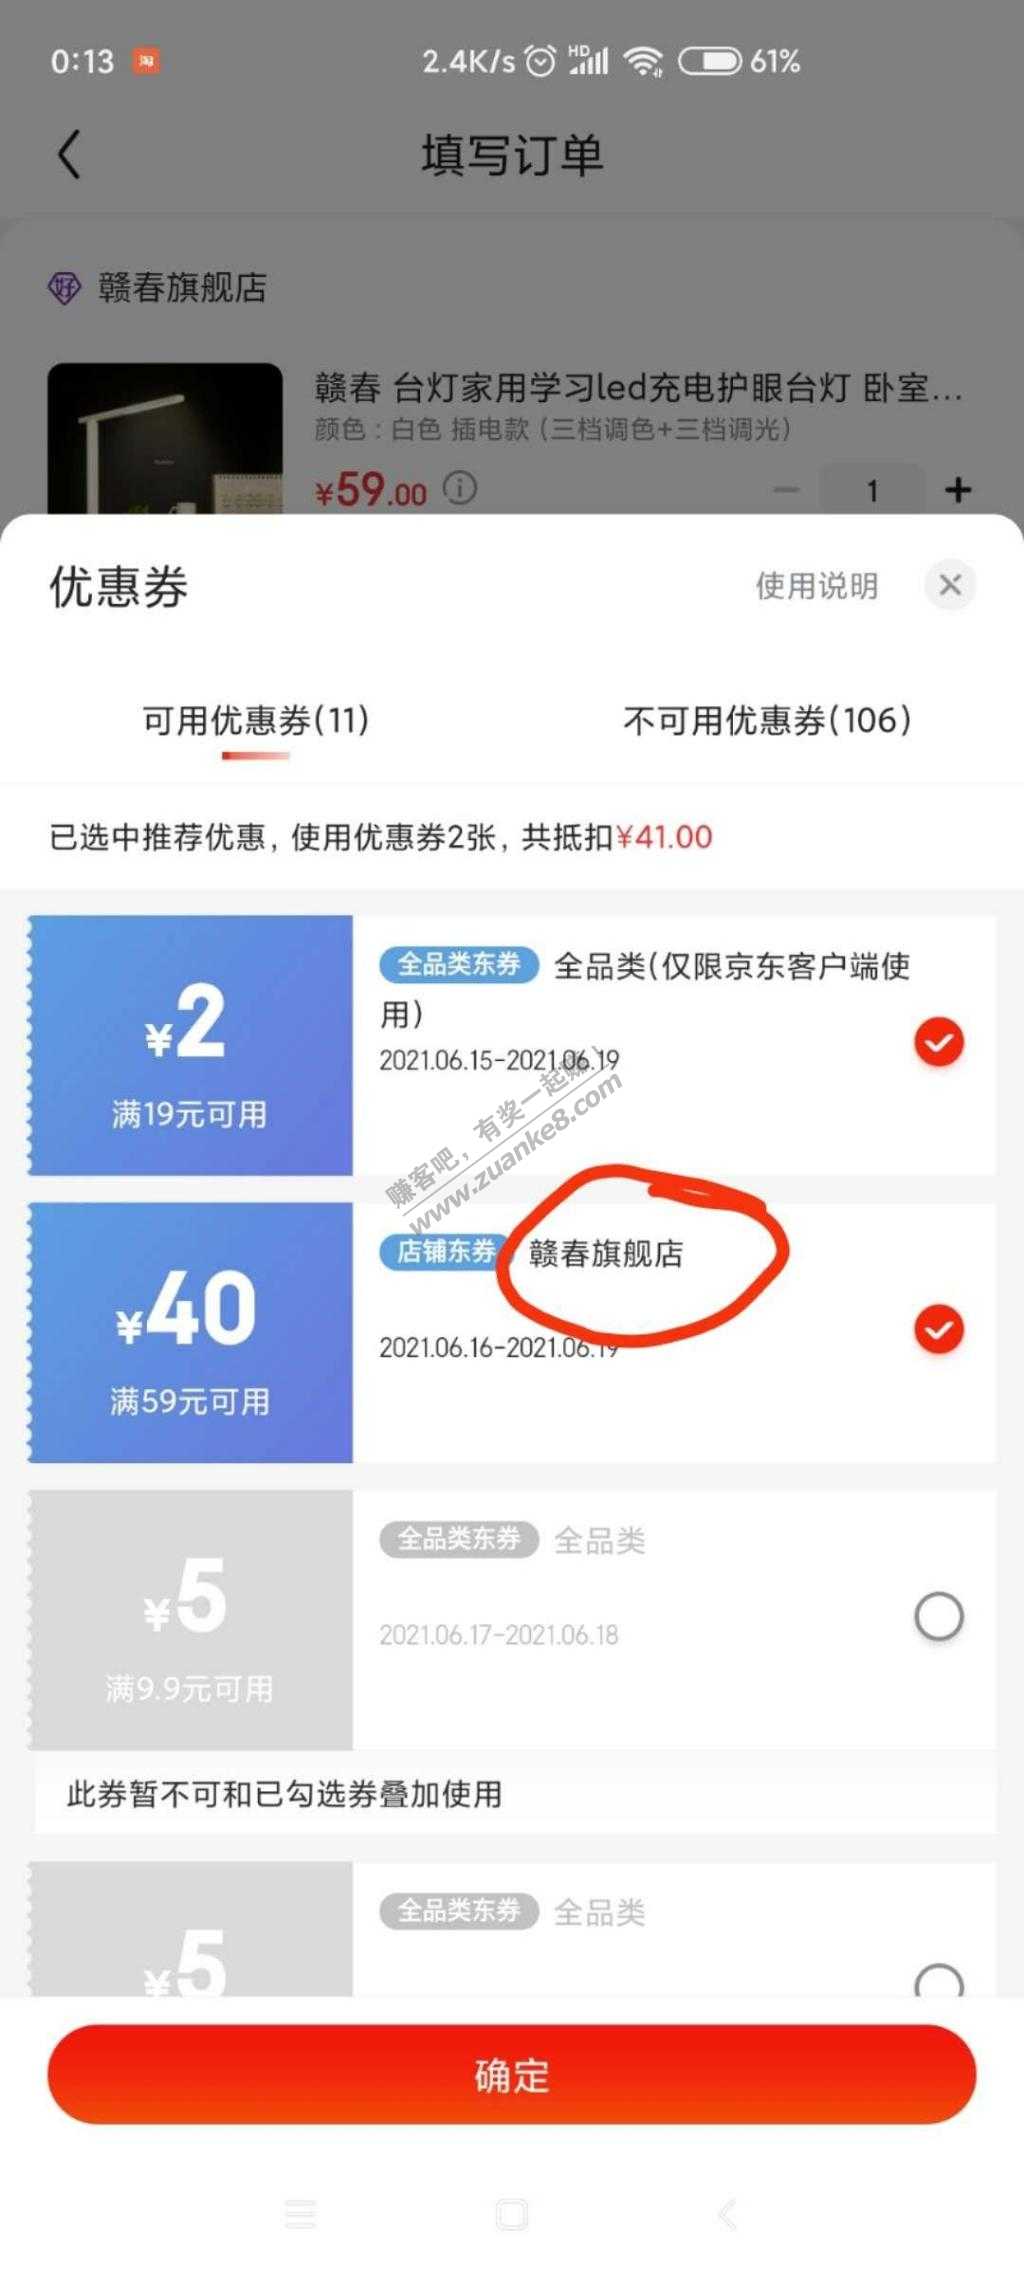 0:13 淘 2.4K/s HD 61%
填写订单
好 赣春旗舰店
赣春 台灯家用学习led充电护眼台灯 卧室...
颜色：白色 插电款 (三档调色+三档调光)
¥59.00 1 +
优惠券 使用说明
可用优惠券(11) 不可用优惠券(106)
已选中推荐优惠, 使用优惠券2张, 共抵扣¥41.00
全品类东券 全品类(仅限京东客户端使
用)
¥2
2021.06.15-2021.06.19
满19元可用
赚客吧，有奖一起赚！
www.zuanke8.com
店铺东券 赣春旗舰店
¥40
2021.06.16-2021.06.19
满59元可用
全品类东券 全品类
¥5
2021.06.17-2021.06.18
满9.9元可用
此券暂不可和已勾选券叠加使用
全品类东券 全品类
¥5
确定